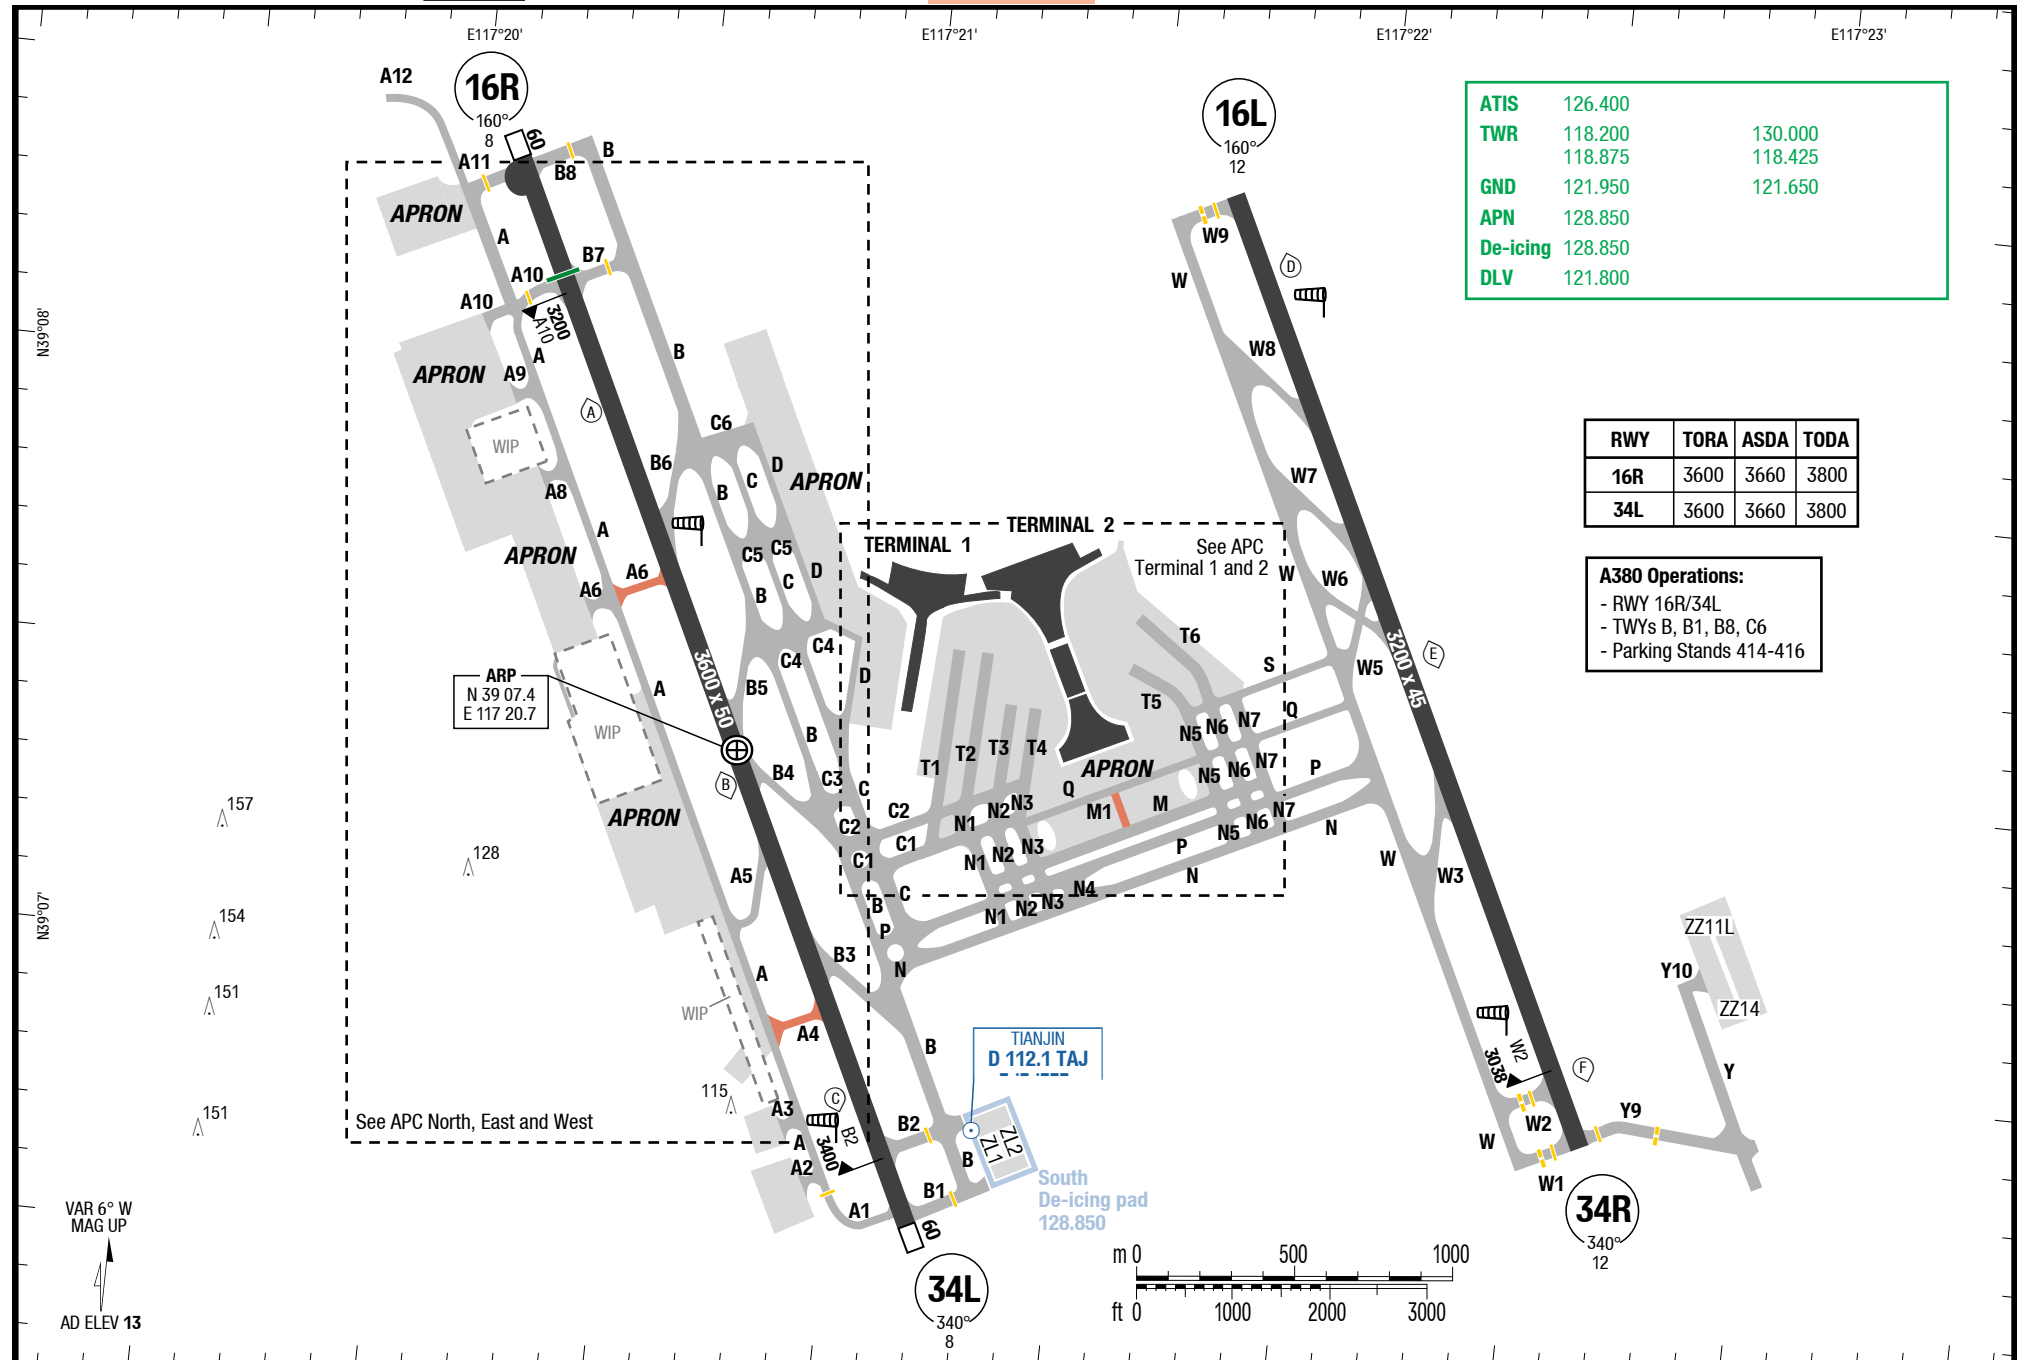 E117°20'
E117°21'
E117°22'
E117°23'
A12
16R
160°
8
60
B
A11
B8
APRON
A
B7
A10
A10
3200
A10
N39°08'
A
B
APRON
A9
A
WIP
C6
B6
D
C
B
APRON
A8
A
APRON
A6
A6
C5
C5
D
C
B
ARP
N 39 07.4
E 117 20.7
3600 x 50
A
C4
C4
D
B5
B
WIP
B
B4
C3
C
APRON
C2
C2
C1
C1
157
128
154
151
151
N39°07'
A5
C
B
P
B3
N
A
WIP
A4
B
115
A3
C
B2
3400
See APC North, East and West
A
A2
A1
B2
B
B1
60
34L
340°
8
TIANJIN
D 112.1 TAJ
ZL2
ZL1
South
De-icing pad
128.850
TERMINAL 1
TERMINAL 2
See APC
Terminal 1 and 2
T1
T2
T3
T4
T5
T6
APRON
Q
M1
M
N1
N2
N3
N1
N2
N3
N1
N2
N3
N4
N5
N6
N7
N5
N6
N7
N5
N6
N7
S
Q
P
N
P
N
16L
160°
12
W9
W
D
W8
W7
W
W6
W5
3200 x 45
E
W
W3
W2
3038
F
W2
W
W1
Y9
34R
340°
12
ZZ11L
Y10
ZZ14
Y
ATIS 126.400
TWR 118.200 130.000
118.875 118.425
GND 121.950 121.650
APN 128.850
De-icing 128.850
DLV 121.800
RWY TORA ASDA TODA
16R 3600 3660 3800
34L 3600 3660 3800
A380 Operations:
- RWY 16R/34L
- TWYs B, B1, B8, C6
- Parking Stands 414-416
VAR 6° W
MAG UP
AD ELEV 13
m 0 500 1000
ft 0 1000 2000 3000